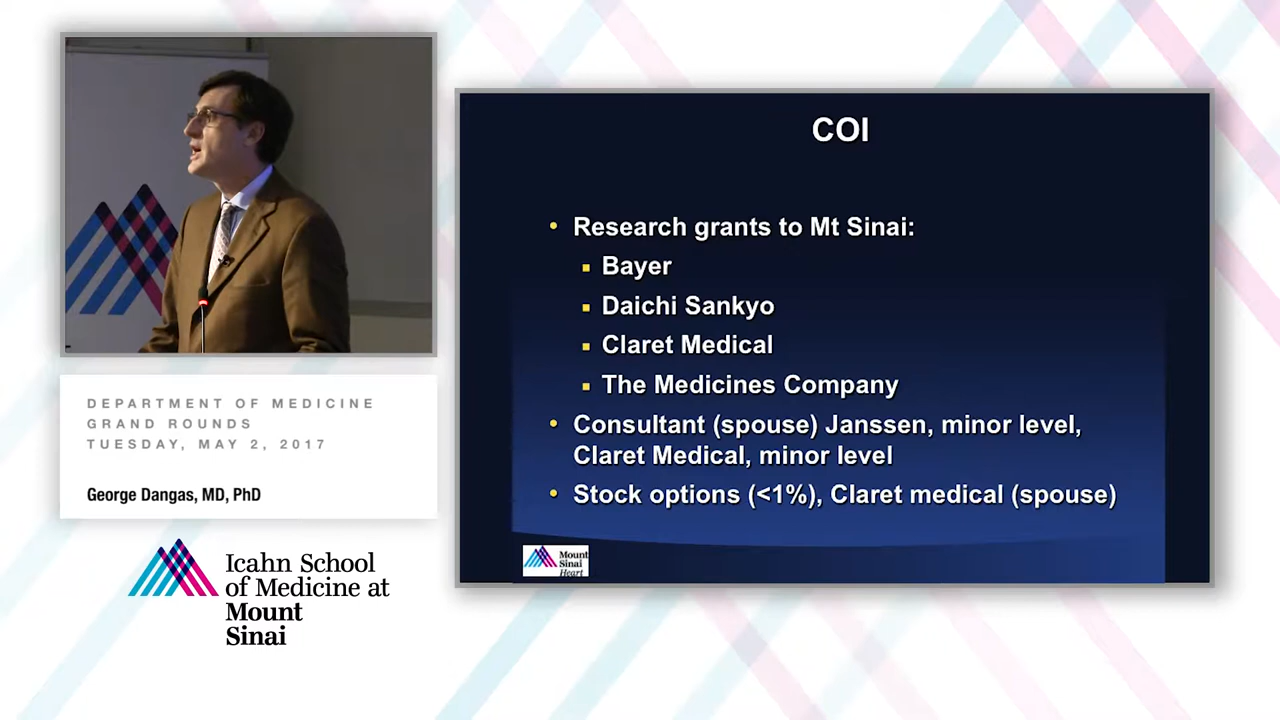 DEPARTMENT OF MEDICINE
GRAND ROUNDS
TUESDAY, MAY 2, 2017
George Dangas, MD, PhD
Icahn School
of Medicine at
Mount
Sinai
COI
• Research grants to Mt Sinai:
▪ Bayer
▪ Daichi Sankyo
▪ Claret Medical
▪ The Medicines Company
• Consultant (spouse) Janssen, minor level,
Claret Medical, minor level
• Stock options (<1%), Claret medical (spouse)
Mount
Sinai
Heart